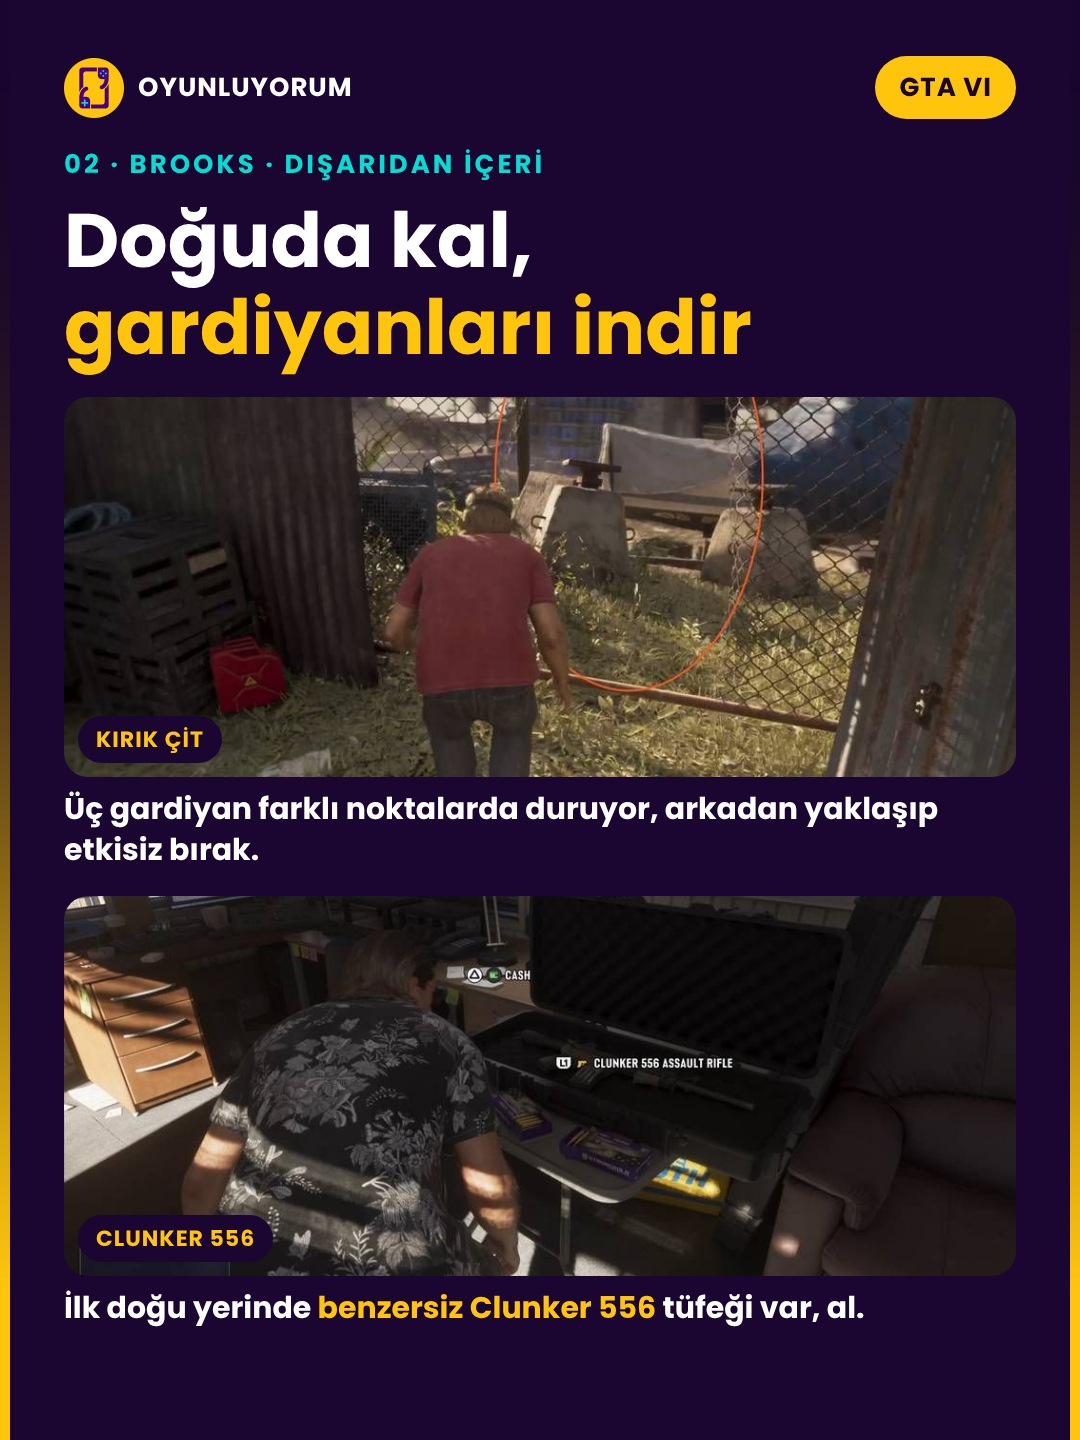 OYUNLUYORUM
GTA VI
02 · BROOKS · DIŞARIDAN İÇERİ
Doğuda kal,
gardiyanları indir
KIRIK ÇİT
Üç gardiyan farklı noktalarda duruyor, arkadan yaklaşıp
etkisiz bırak.
CASH
L1 CLUNKER 556 ASSAULT RIFLE
CLUNKER 556
İlk doğu yerinde benzersiz Clunker 556 tüfeği var, al.